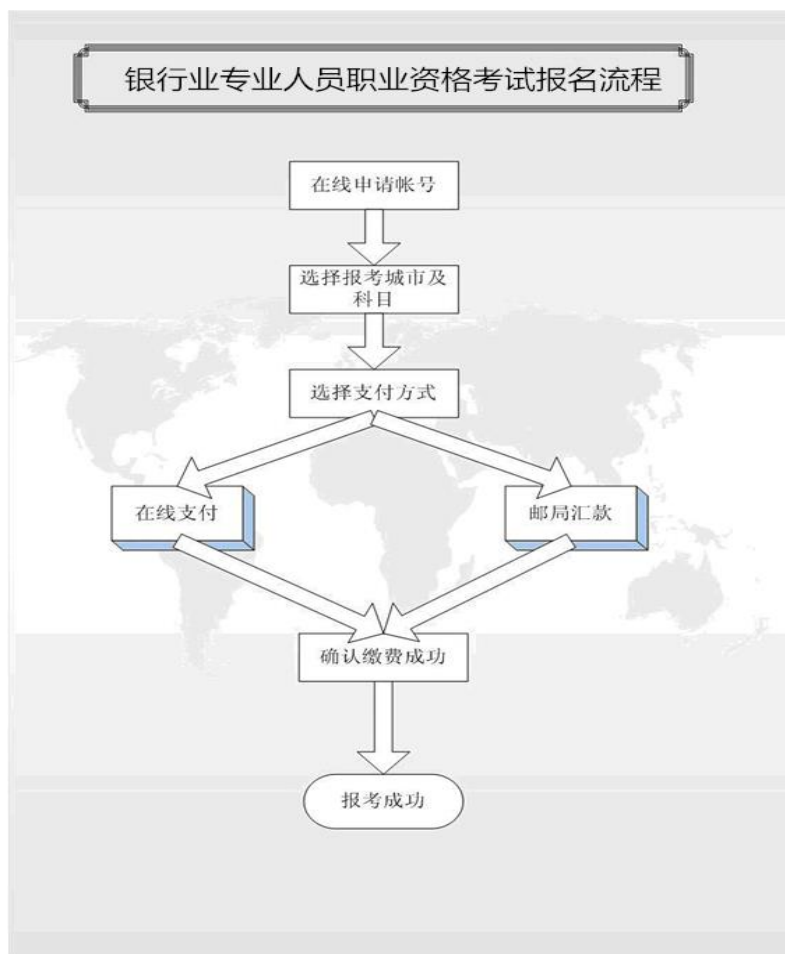 银行业专业人员职业资格考试报名流程
在线申请帐号
选择报考城市及
科目
选择支付方式
在线支付
邮局汇款
确认缴费成功
报考成功